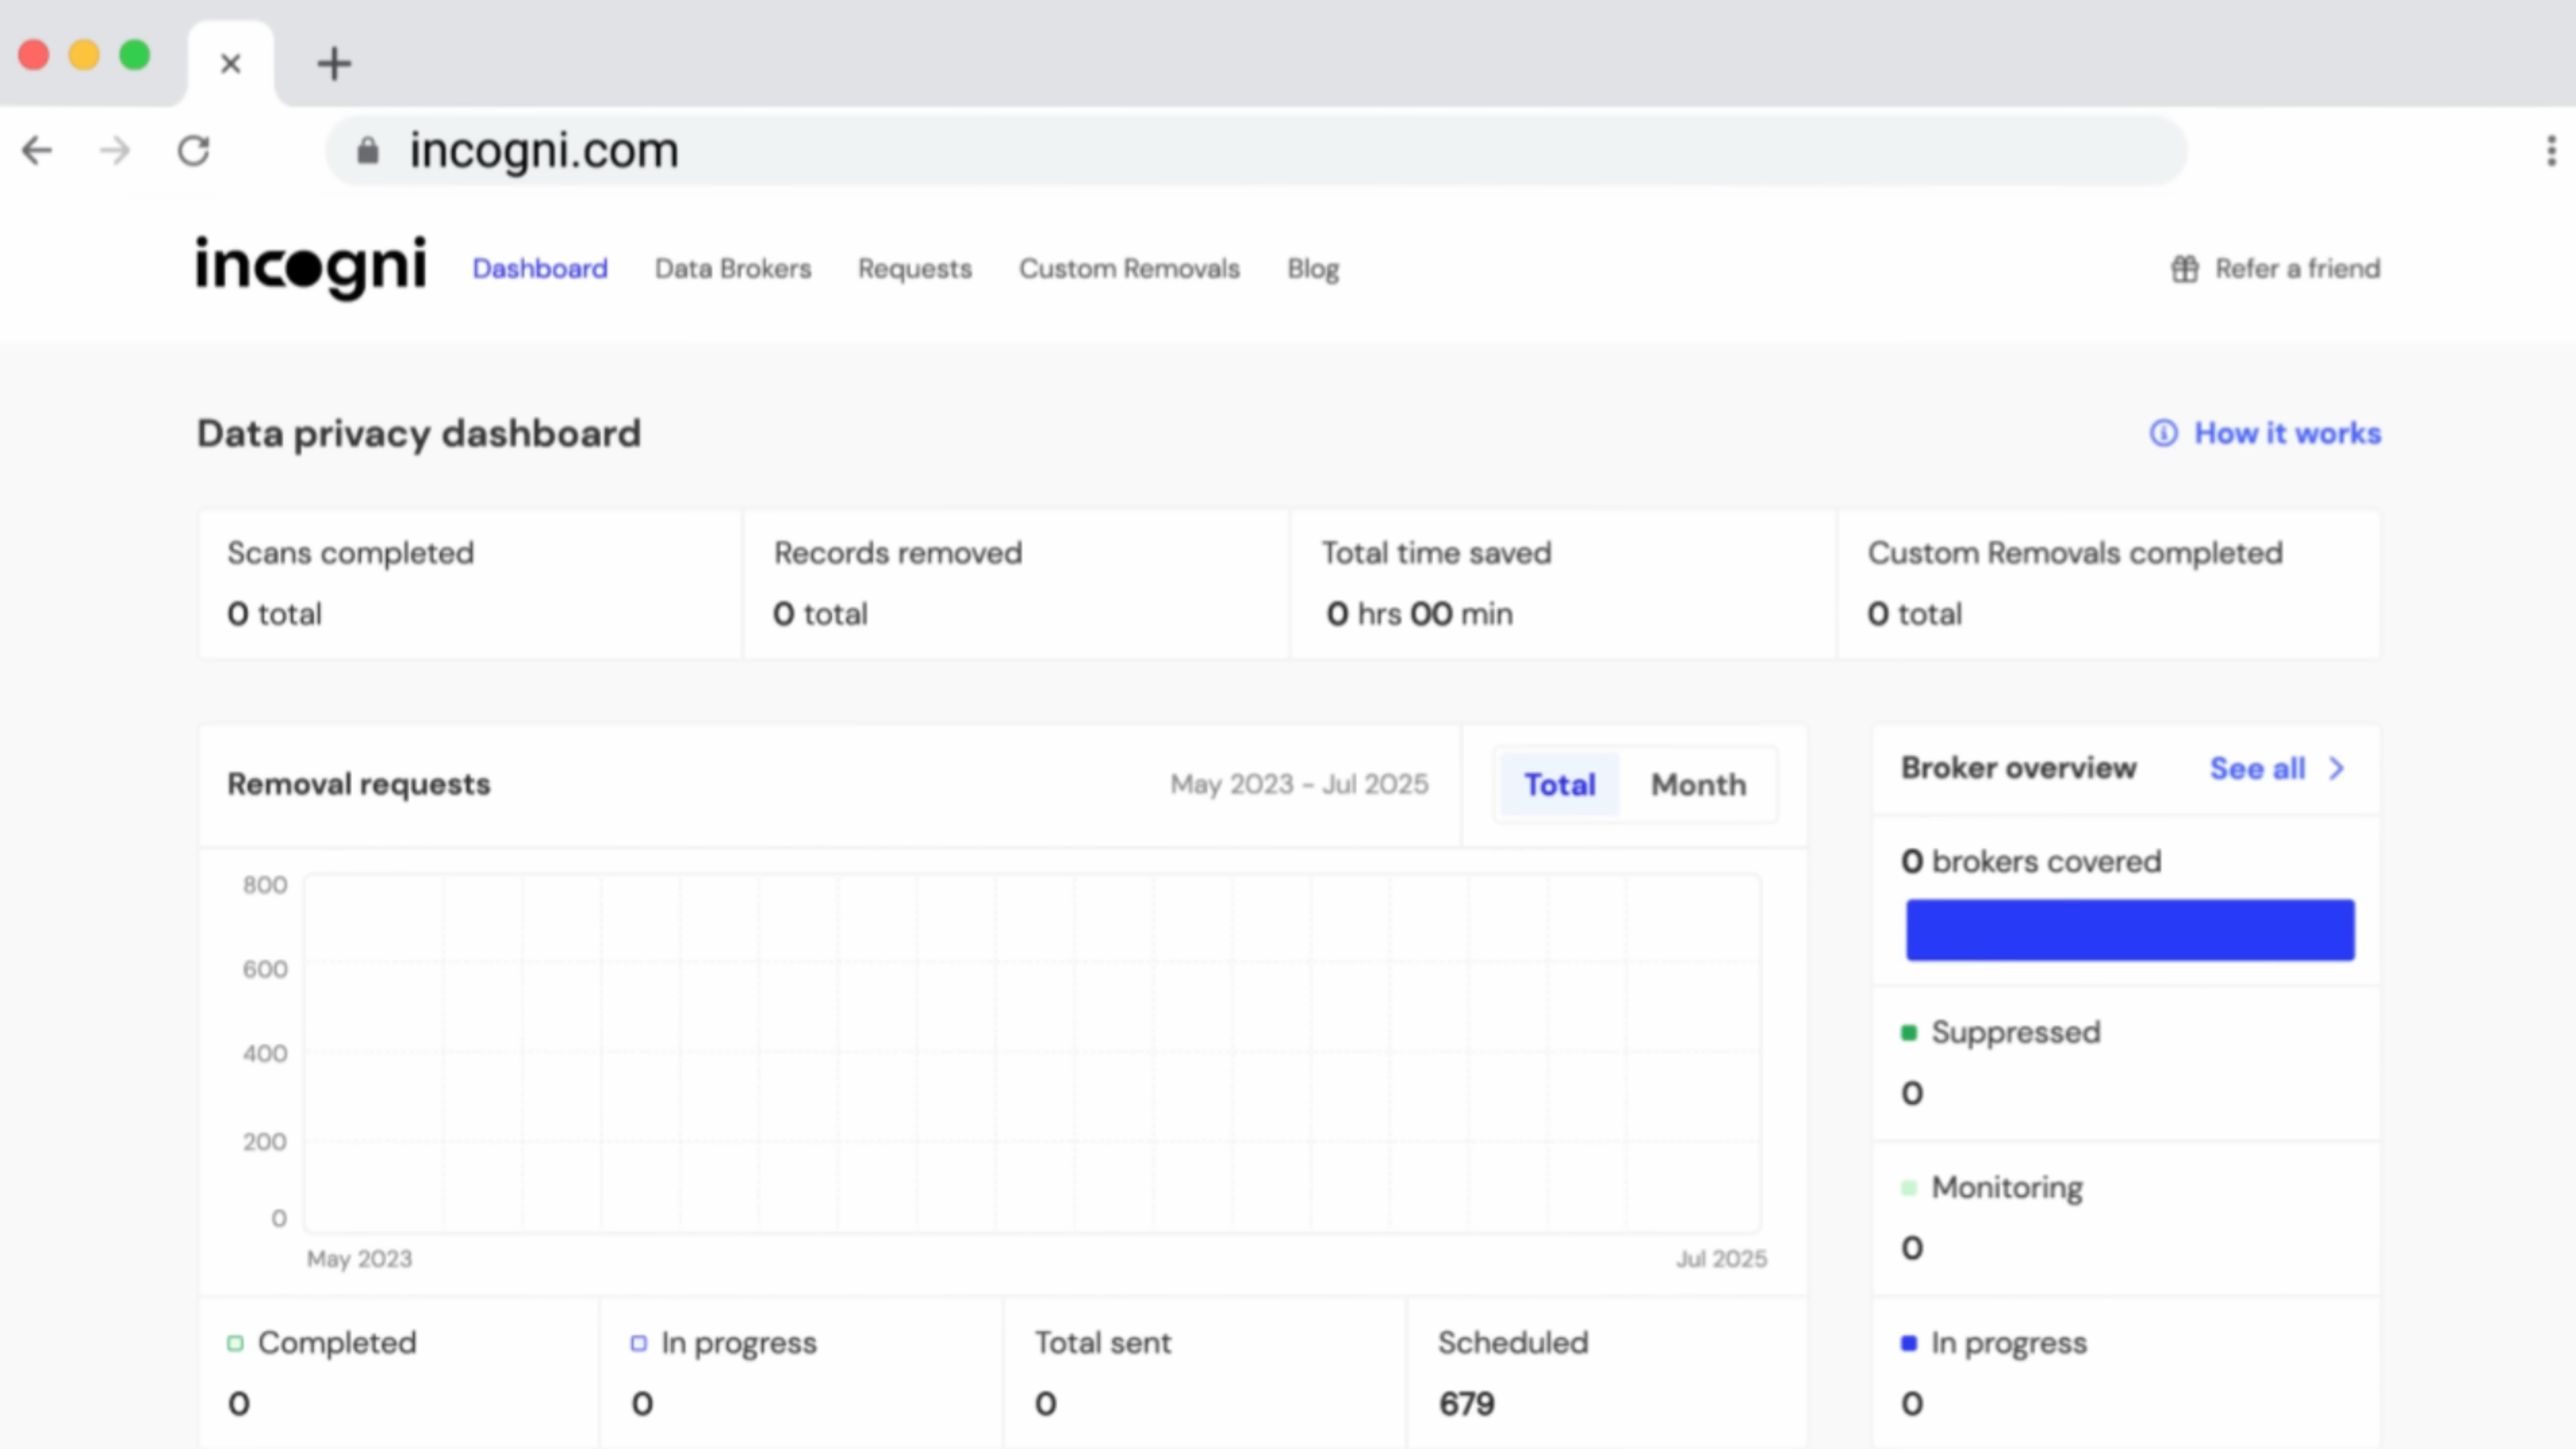 incogni.com
incogni Dashboard Data Brokers Requests Custom Removals Blog Refer a friend
Data privacy dashboard How it works
Scans completed Records removed Total time saved Custom Removals completed
0 total 0 total 0 hrs 00 min 0 total
Removal requests May 2023 - Jul 2025 Total Month
800
600
400
200
0
May 2023 Jul 2025
Completed In progress Total sent Scheduled
0 0 0 679
Broker overview See all
0 brokers covered
Suppressed
0
Monitoring
0
In progress
0